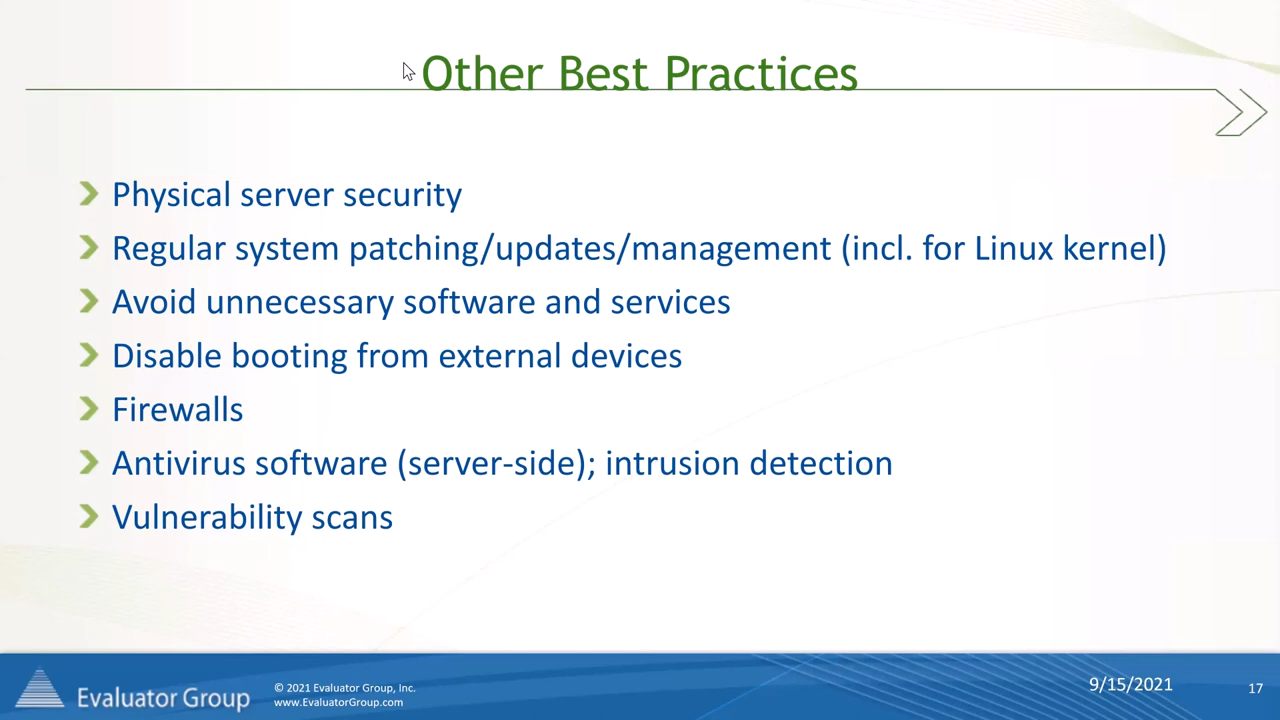 Other Best Practices
Physical server security
Regular system patching/updates/management (incl. for Linux kernel)
Avoid unnecessary software and services
Disable booting from external devices
Firewalls
Antivirus software (server-side); intrusion detection
Vulnerability scans
Evaluator Group
© 2021 Evaluator Group, Inc.
www.EvaluatorGroup.com
9/15/2021
17